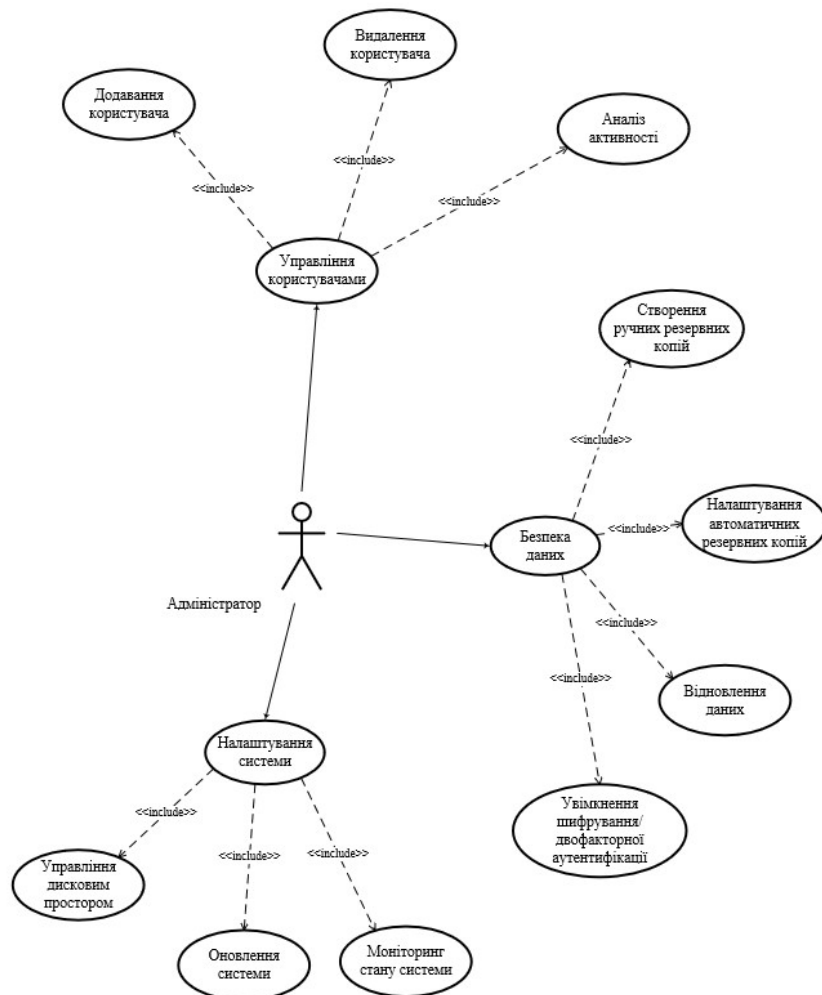 Видалення
користувача
Додавання
користувача
Аналіз
активності
<<include>>
<<include>>
<<include>>
Управління
користувачами
Створення
ручних резервних
копій
<<include>>
Налаштування
автоматичних
резервних копій
<<include>>
Безпека
даних
Адміністратор
<<include>>
<<include>>
Відновлення
даних
Налаштування
системи
<<include>>
<<include>>
<<include>>
Увімкнення
шифрування/
двофакторної
аутентифікації
Управління
дисковим
простором
Оновлення
системи
Моніторинг
стану системи